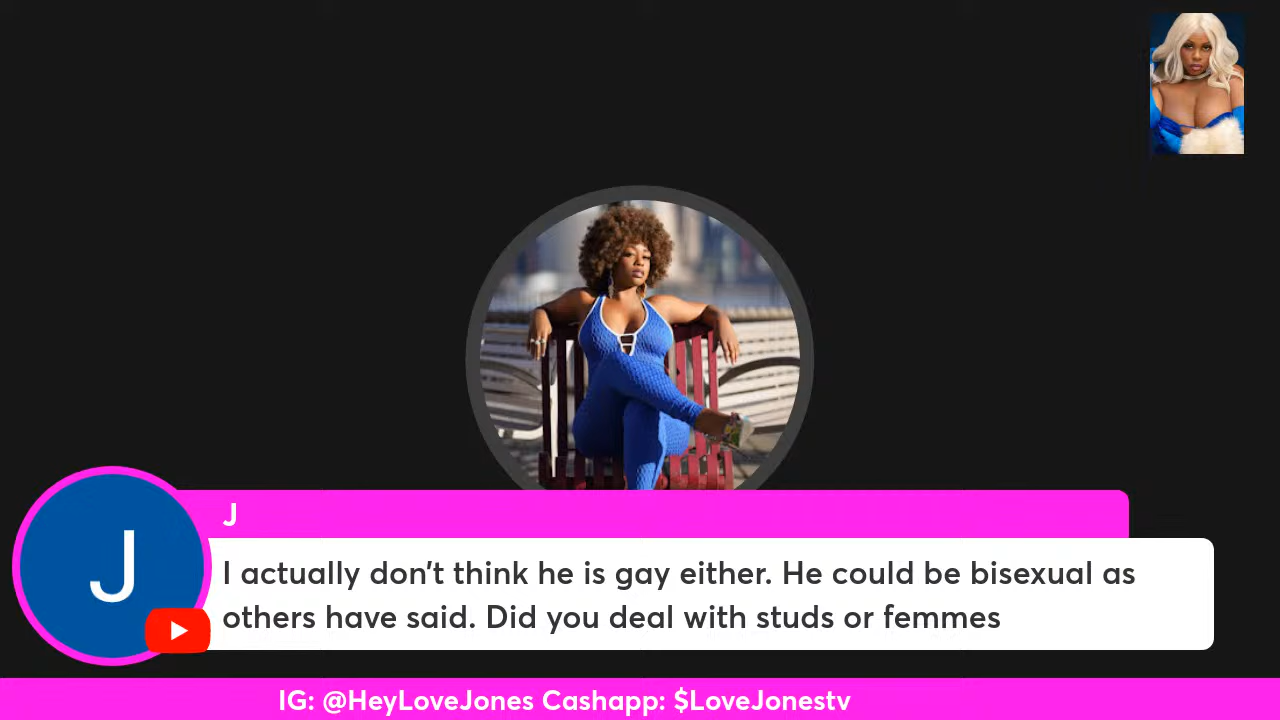 J
J
I actually don't think he is gay either. He could be bisexual as
others have said. Did you deal with studs or femmes
IG: @HeyLoveJones Cashapp: $LoveJonestv